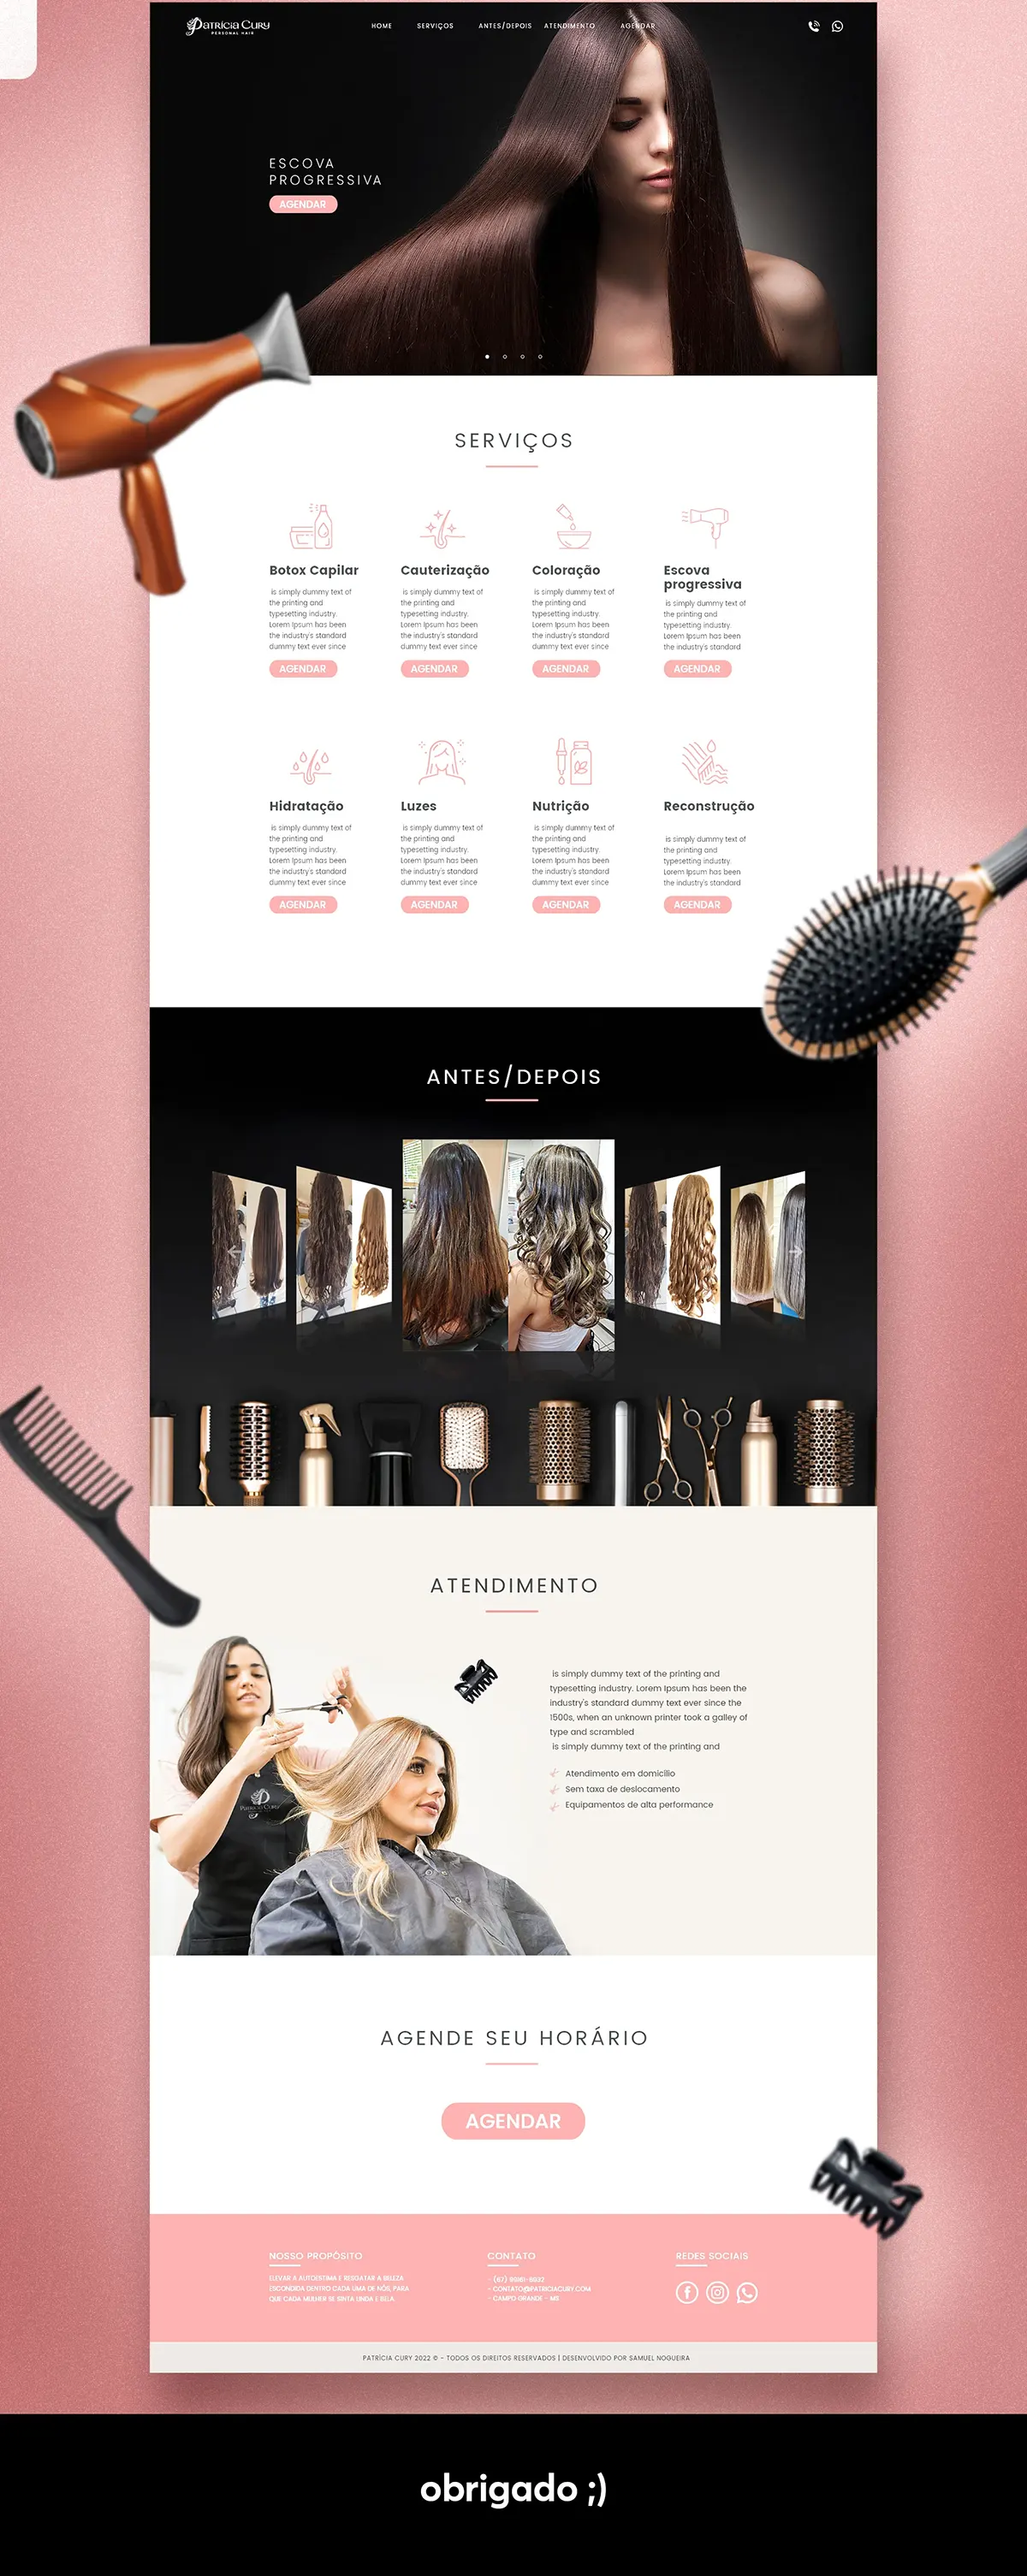 Patrícia Cury
PERSONAL HAIR
HOME SERVIÇOS ANTES/DEPOIS ATENDIMENTO AGENDAR
ESCOVA
PROGRESSIVA
AGENDAR
SERVIÇOS
Botox Capilar
is simply dummy text of
the printing and
typesetting industry.
Lorem Ipsum has been
the industry's standard
dummy text ever since
AGENDAR
Cauterização
is simply dummy text of
the printing and
typesetting industry.
Lorem Ipsum has been
the industry's standard
dummy text ever since
AGENDAR
Coloração
is simply dummy text of
the printing and
typesetting industry.
Lorem Ipsum has been
the industry's standard
dummy text ever since
AGENDAR
Escova
progressiva
is simply dummy text of
the printing and
typesetting industry.
Lorem Ipsum has been
the industry's standard
AGENDAR
Hidratação
is simply dummy text of
the printing and
typesetting industry.
Lorem Ipsum has been
the industry's standard
dummy text ever since
AGENDAR
Luzes
is simply dummy text of
the printing and
typesetting industry.
Lorem Ipsum has been
the industry's standard
dummy text ever since
AGENDAR
Nutrição
is simply dummy text of
the printing and
typesetting industry.
Lorem Ipsum has been
the industry's standard
dummy text ever since
AGENDAR
Reconstrução
is simply dummy text of
the printing and
typesetting industry.
Lorem Ipsum has been
the industry's standard
AGENDAR
ANTES/DEPOIS
ATENDIMENTO
Patrícia Cury
is simply dummy text of the printing and
typesetting industry. Lorem Ipsum has been the
industry's standard dummy text ever since the
1500s, when an unknown printer took a galley of
type and scrambled
is simply dummy text of the printing and
Atendimento em domicílio
Sem taxa de deslocamento
Equipamentos de alta performance
AGENDE SEU HORÁRIO
AGENDAR
NOSSO PROPÓSITO
ELEVAR A AUTOESTIMA E RESGATAR A BELEZA
ESCONDIDA DENTRO CADA UMA DE NÓS, PARA
QUE CADA MULHER SE SINTA LINDA E BELA.
CONTATO
- (67)
- CONTATO@PATRICIACURY.COM
- CAMPO GRANDE - MS
REDES SOCIAIS
PATRÍCIA CURY 2022 © - TODOS OS DIREITOS RESERVADOS | DESENVOLVIDO POR SAMUEL NOGUEIRA
obrigado ;)